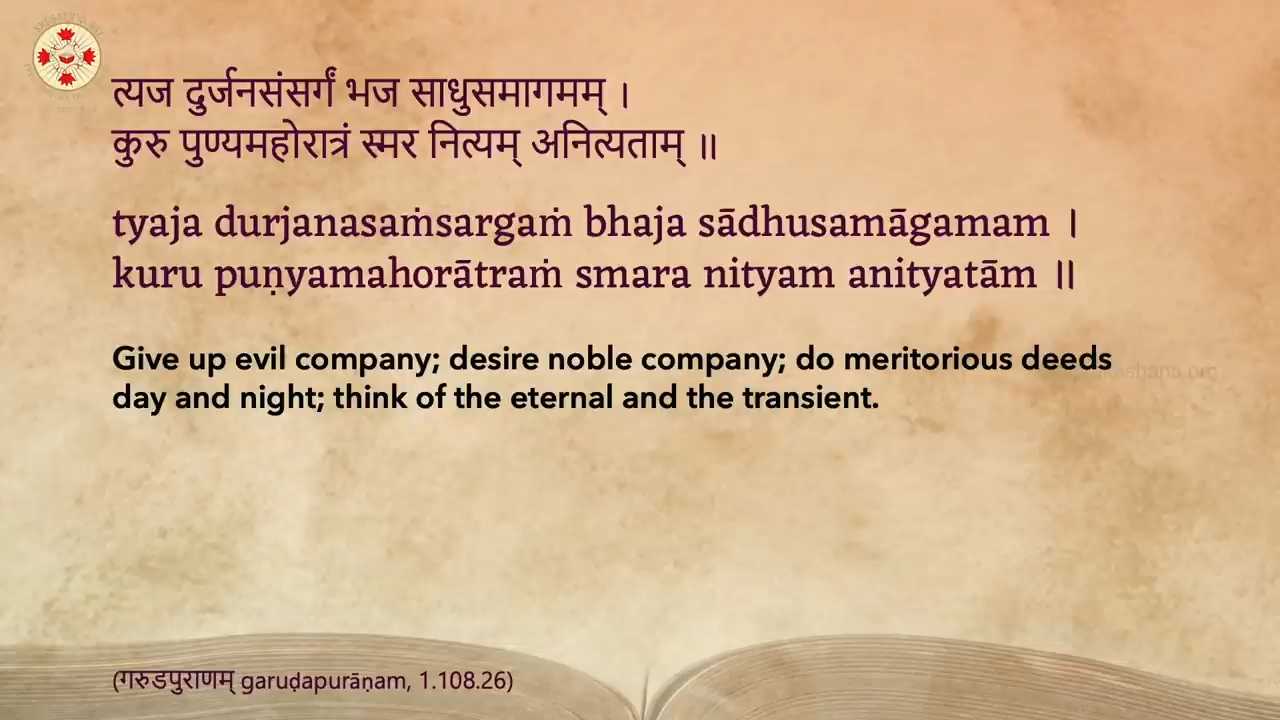 त्यज दुर्जनसंसर्गं भज साधुसमागमम् ।
कुरु पुण्यमहोरात्रं स्मर नित्यम् अनित्यताम् ॥
tyaja durjanasaṁsargaṁ bhaja sādhusamāgamam ।
kuru puṇyamahorātraṁ smara nityam anityatām ॥
Give up evil company; desire noble company; do meritorious deeds
day and night; think of the eternal and the transient.
(गरुडपुराणम् garuḍapurāṇam, 1.108.26)